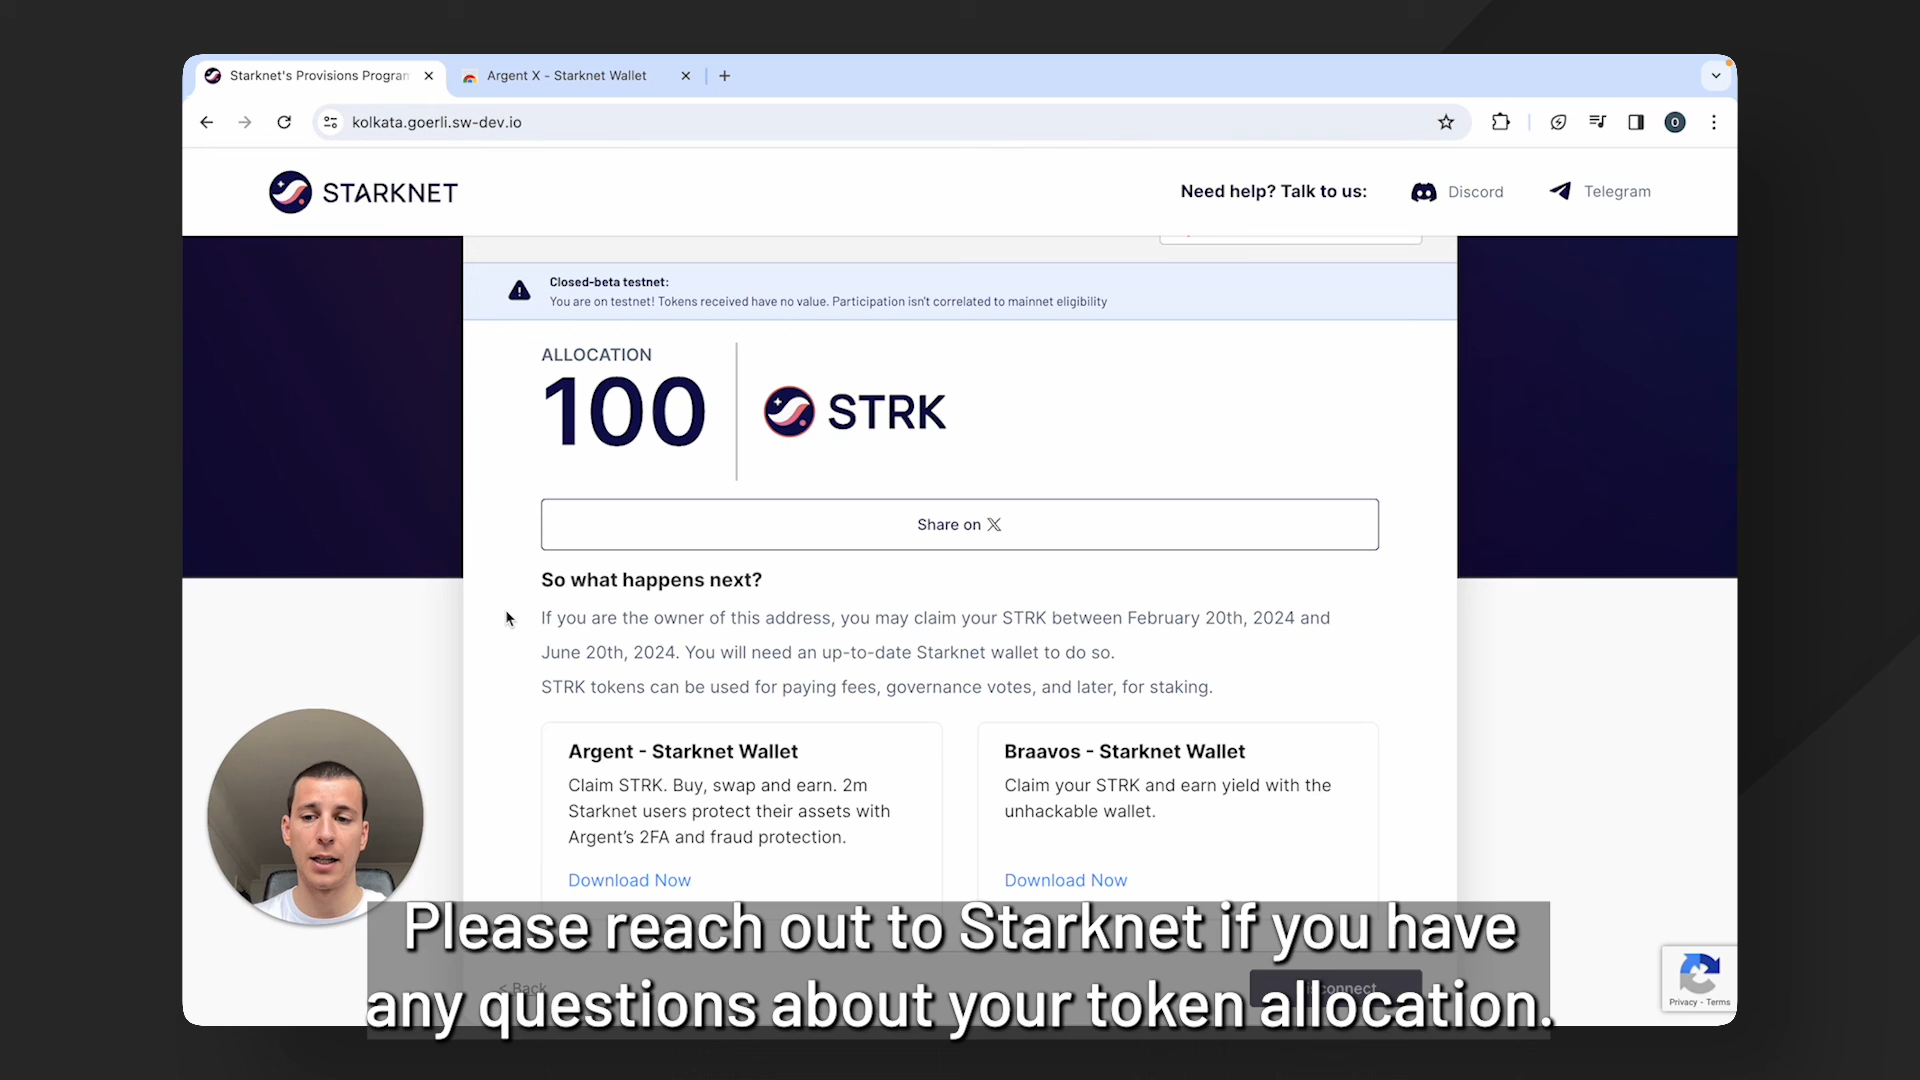 Starknet's Provisions Program
Argent X - Starknet Wallet
kolkata.goerli.sw-dev.io
O
STARKNET
Need help? Talk to us:
Discord
Telegram
Closed-beta testnet:
You are on testnet! Tokens received have no value. Participation isn't correlated to mainnet eligibility
ALLOCATION
100
STRK
Share on X
So what happens next?
If you are the owner of this address, you may claim your STRK between February 20th, 2024 and
June 20th, 2024. You will need an up-to-date Starknet wallet to do so.
STRK tokens can be used for paying fees, governance votes, and later, for staking.
Argent - Starknet Wallet
Claim STRK. Buy, swap and earn. 2m
Starknet users protect their assets with
Argent's 2FA and fraud protection.
Download Now
Braavos - Starknet Wallet
Claim your STRK and earn yield with the
unhackable wallet.
Download Now
< Back
Please reach out to Starknet if you have
any questions about your token allocation.
Privacy - Terms